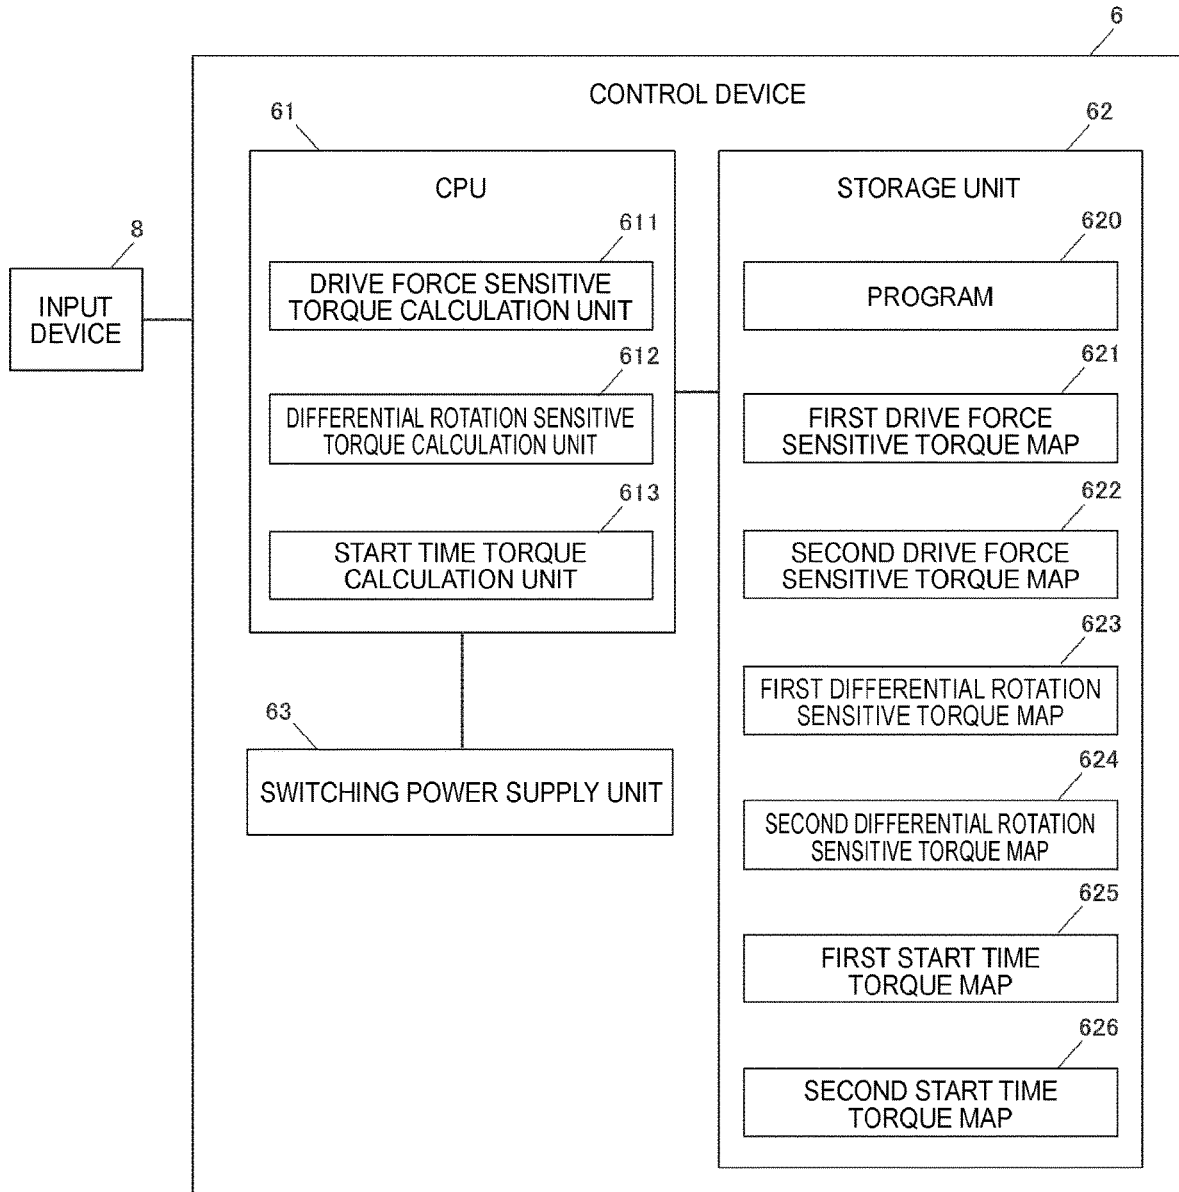 6
CONTROL DEVICE
61
62
CPU
STORAGE UNIT
8
INPUT
DEVICE
611
DRIVE FORCE SENSITIVE
TORQUE CALCULATION UNIT
612
DIFFERENTIAL ROTATION SENSITIVE
TORQUE CALCULATION UNIT
613
START TIME TORQUE
CALCULATION UNIT
63
SWITCHING POWER SUPPLY UNIT
620
PROGRAM
621
FIRST DRIVE FORCE
SENSITIVE TORQUE MAP
622
SECOND DRIVE FORCE
SENSITIVE TORQUE MAP
623
FIRST DIFFERENTIAL ROTATION
SENSITIVE TORQUE MAP
624
SECOND DIFFERENTIAL ROTATION
SENSITIVE TORQUE MAP
625
FIRST START TIME
TORQUE MAP
626
SECOND START TIME
TORQUE MAP